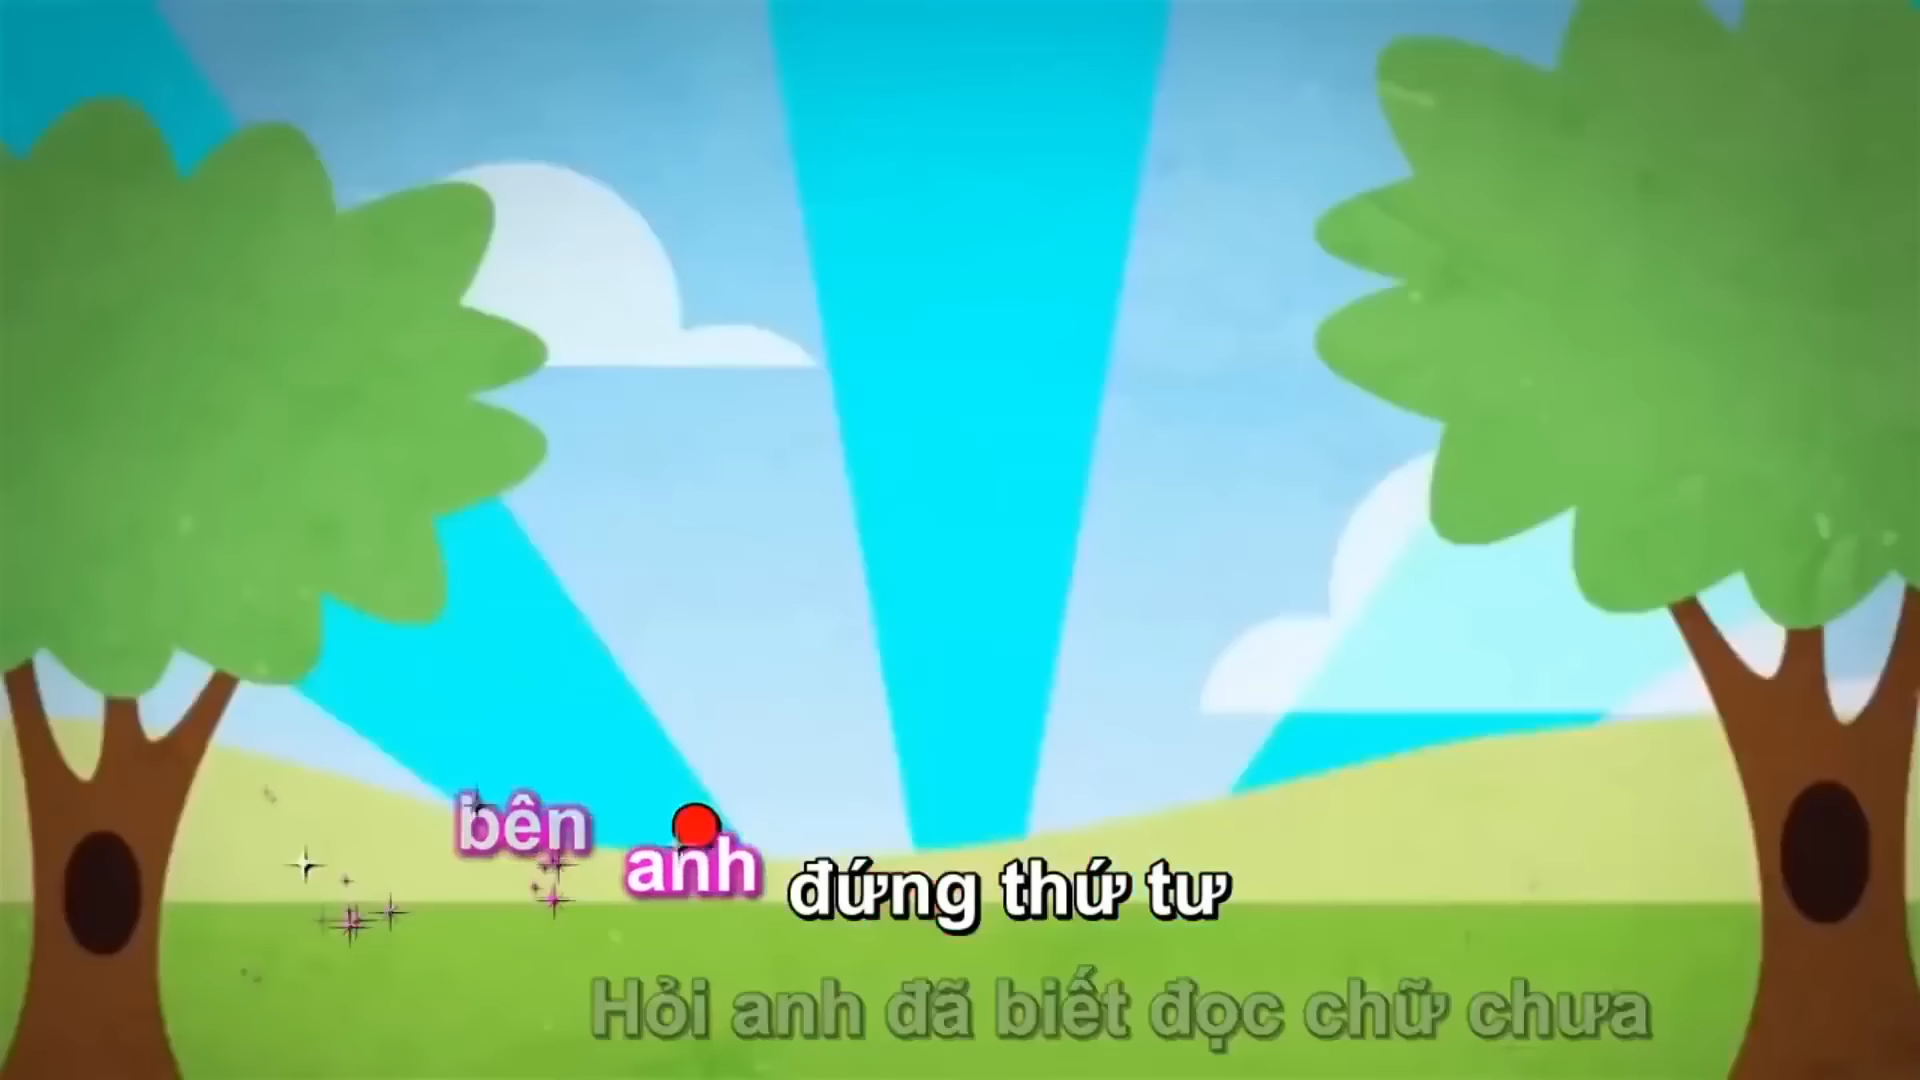 bên anh đứng thứ tư
Hỏi anh đã biết đọc chữ chưa